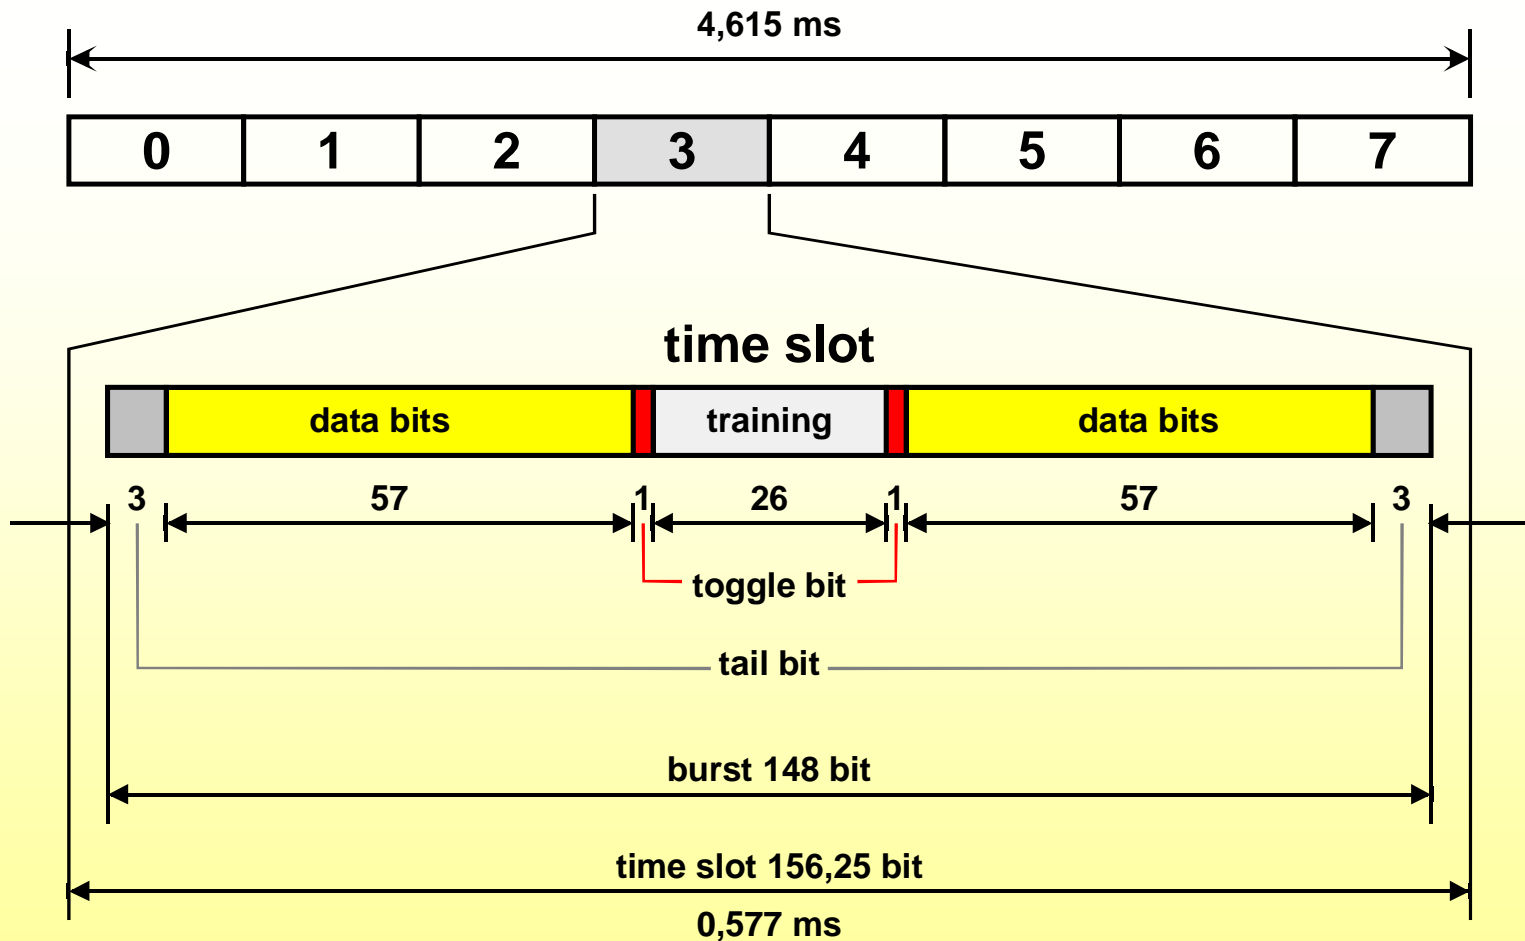 4,615 ms
0 1 2 3 4 5 6 7
time slot
data bits training data bits
3 57 1 26 1 57 3
toggle bit
tail bit
burst 148 bit
time slot 156,25 bit
0,577 ms